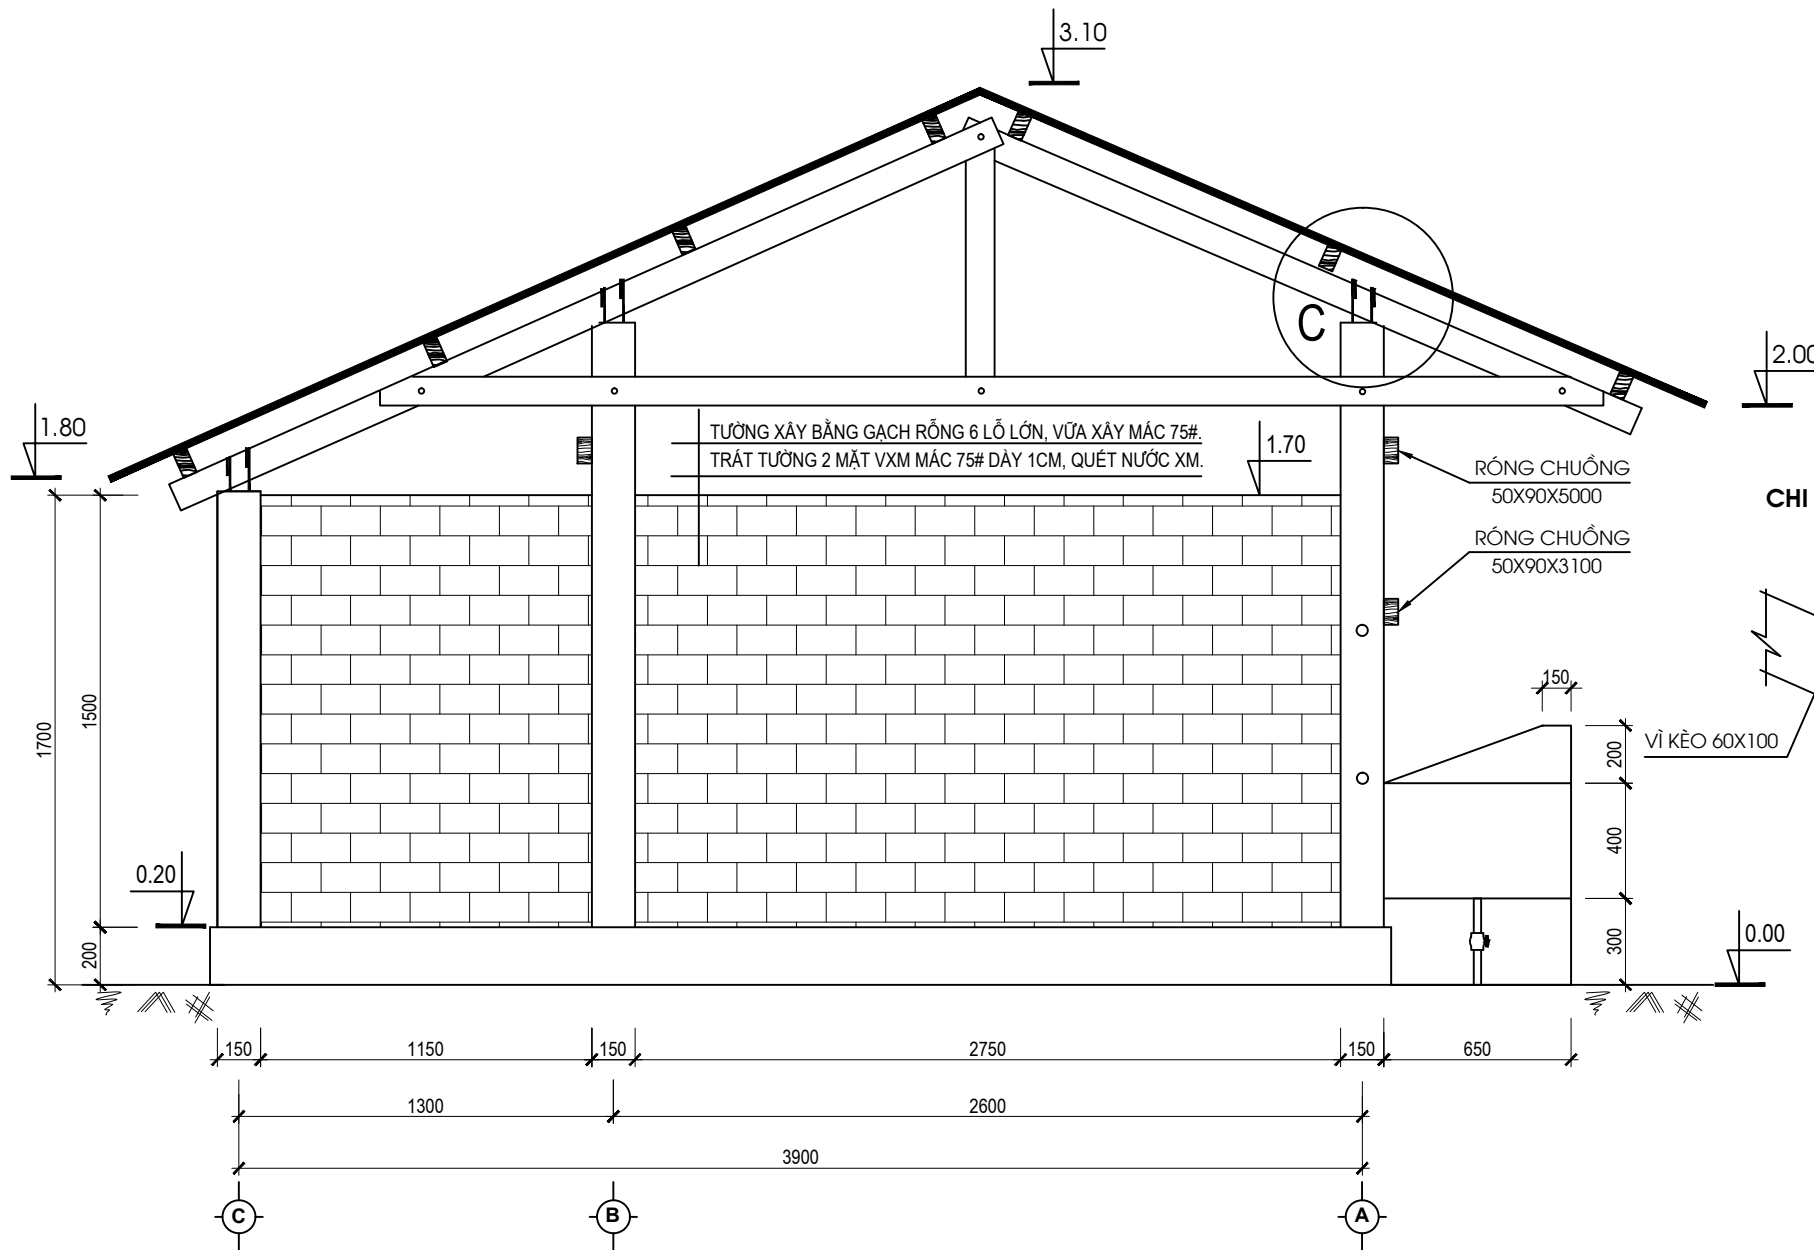 3.10
2.00
1.80
C
TƯỜNG XÂY BẰNG GẠCH RỖNG 6 LỖ LỚN, VỮA XÂY MÁC 75#.
TRÁT TƯỜNG 2 MẶT VXM MÁC 75# DÀY 1CM, QUÉT NƯỚC XM.
1.70
RÓNG CHUỒNG
50X90X5000
CHI
RÓNG CHUỒNG
50X90X3100
150
1700
1500
VÌ KÈO 60X100
200
400
0.20
200
300
0.00
150
1150
150
2750
150
650
1300
2600
3900
C
B
A